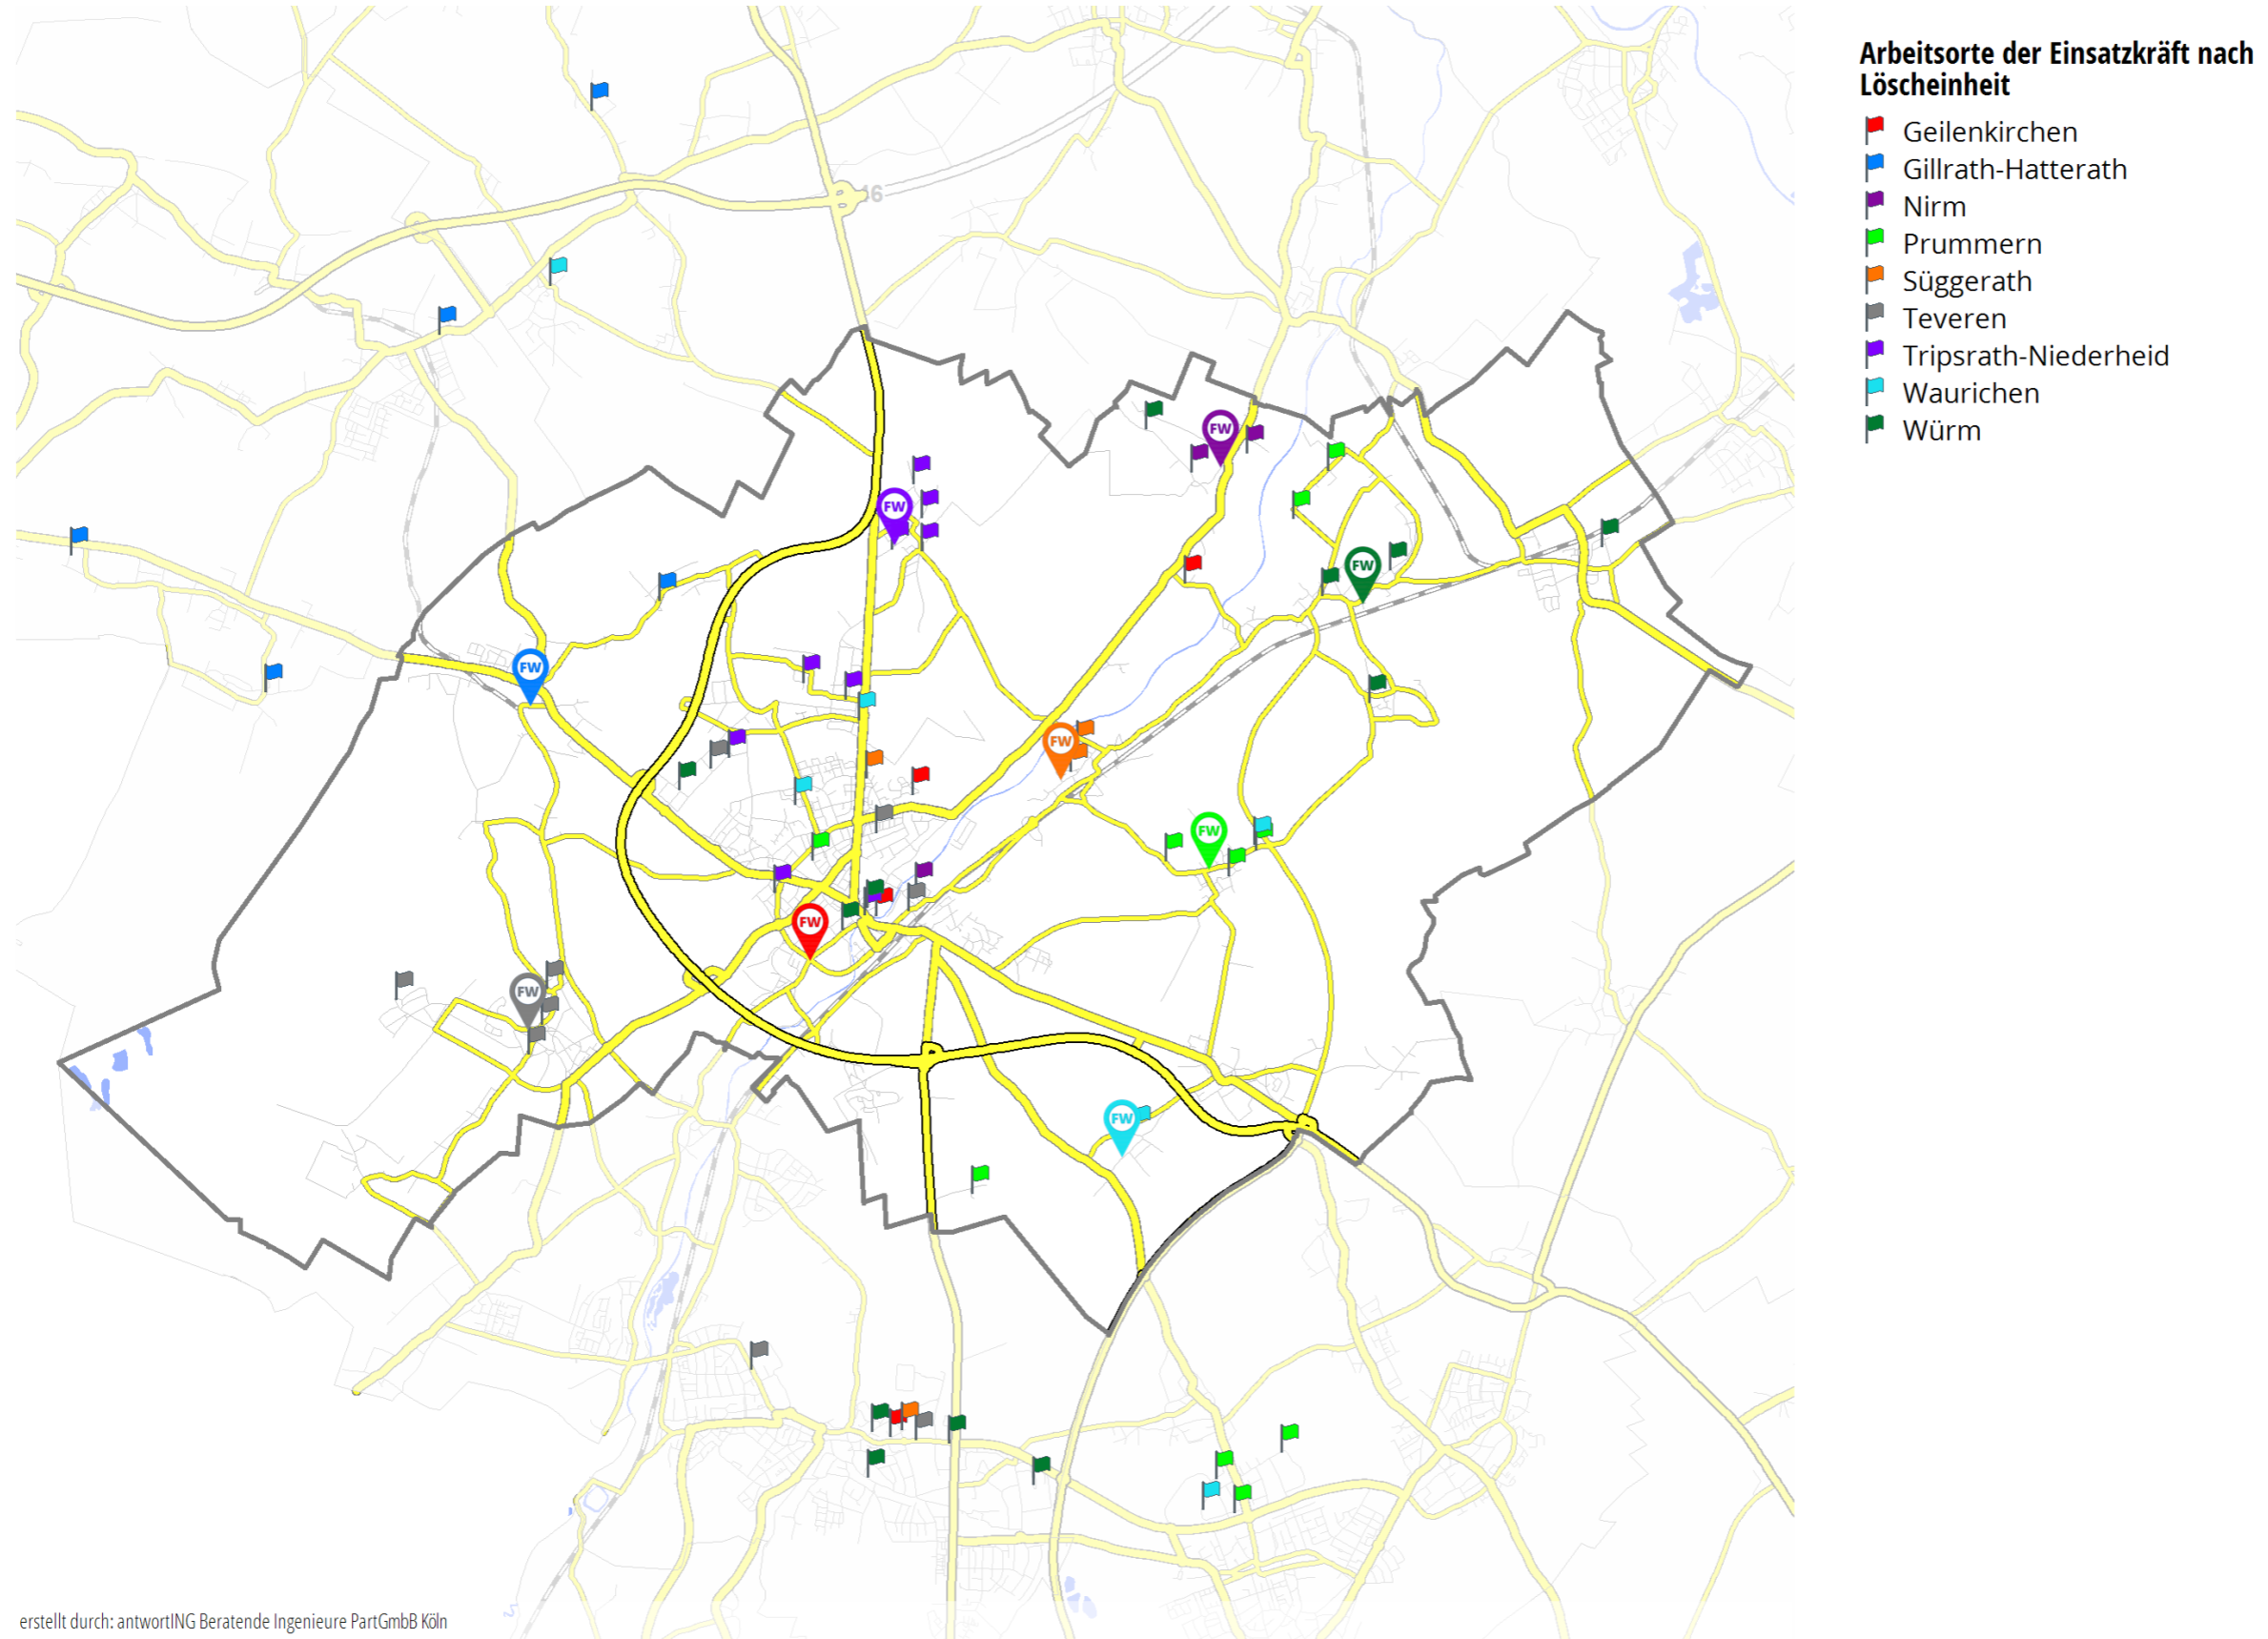 Arbeitsorte der Einsatzkräft nach
Löscheinheit
Geilenkirchen
Gillrath-Hatterath
Nirm
Prummern
Süggerath
Teveren
Tripsrath-Niederheid
Waurichen
Würm
46
FW
FW
FW
FW
FW
FW
FW
FW
FW
erstellt durch: antwortING Beratende Ingenieure PartGmbB Köln